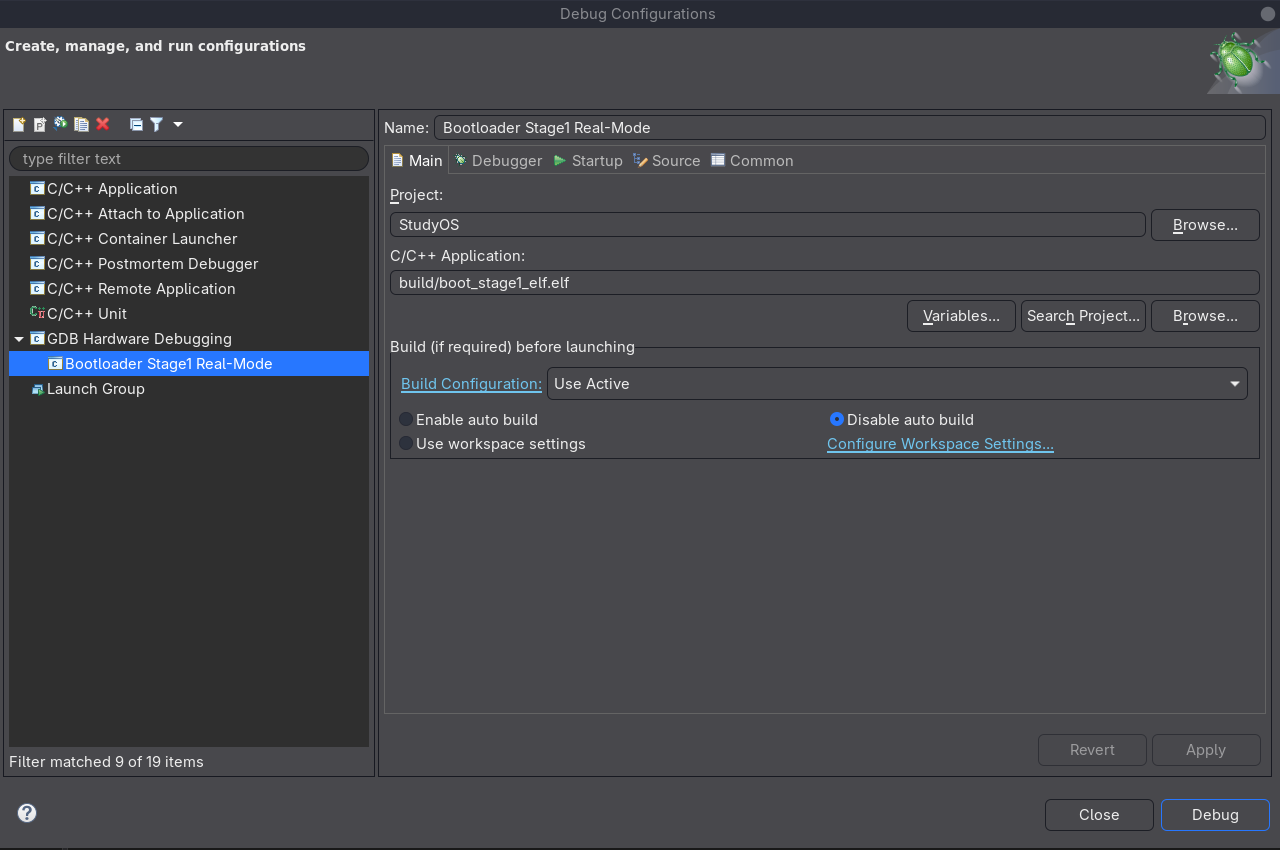 Debug Configurations
Create, manage, and run configurations
type filter text
C/C++ Application
C/C++ Attach to Application
C/C++ Container Launcher
C/C++ Postmortem Debugger
C/C++ Remote Application
C/C++ Unit
GDB Hardware Debugging
Bootloader Stage1 Real-Mode
Launch Group
Filter matched 9 of 19 items
Name: Bootloader Stage1 Real-Mode
Main Debugger Startup Source Common
Project:
StudyOS Browse...
C/C++ Application:
build/boot_stage1_elf.elf
Variables... Search Project... Browse...
Build (if required) before launching
Build Configuration: Use Active
Enable auto build Disable auto build
Use workspace settings Configure Workspace Settings...
Revert Apply
? Close Debug